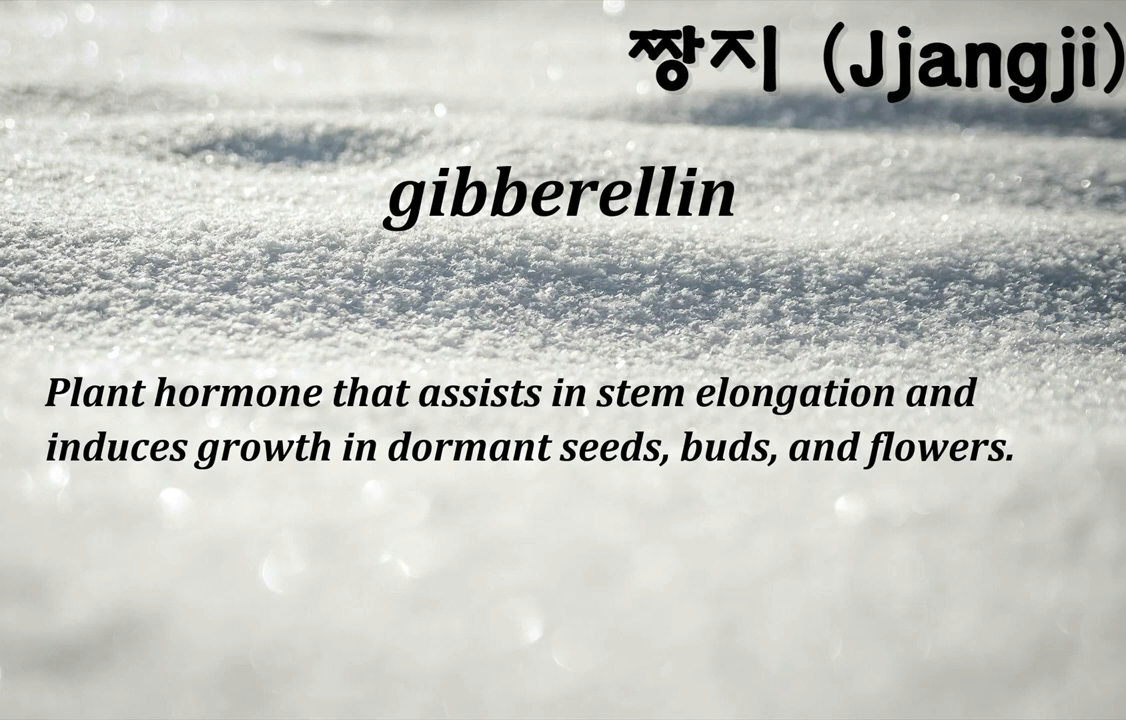 짱지 (Jjangji)
gibberellin
Plant hormone that assists in stem elongation and
induces growth in dormant seeds, buds, and flowers.